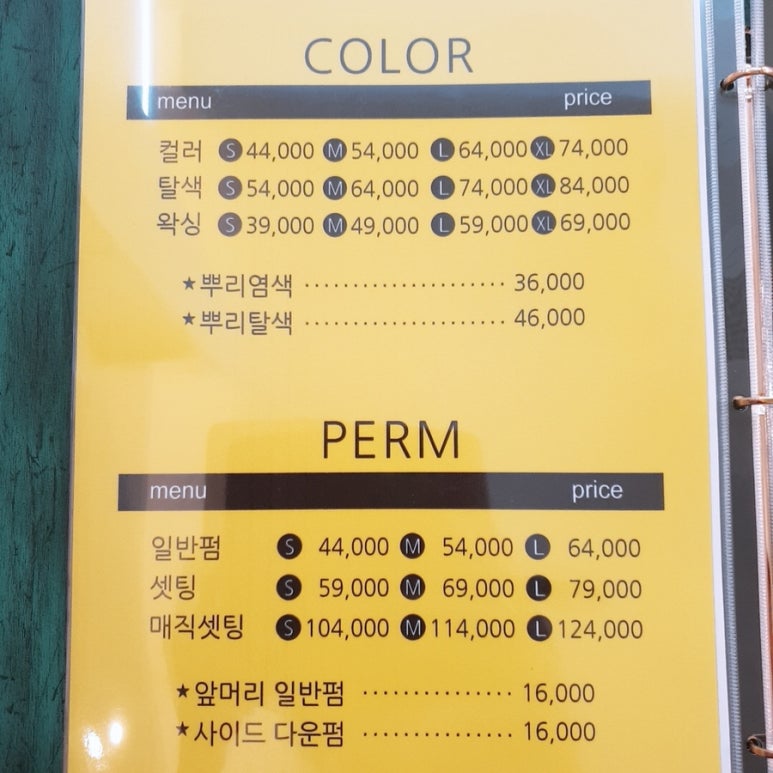 COLOR
menu price
컬러 S 44,000 M 54,000 L 64,000 XL 74,000
탈색 S 54,000 M 64,000 L 74,000 XL 84,000
왁싱 S 39,000 M 49,000 L 59,000 XL 69,000
★뿌리염색 ····················· 36,000
★뿌리탈색 ····················· 46,000
PERM
menu price
일반펌 S 44,000 M 54,000 L 64,000
셋팅 S 59,000 M 69,000 L 79,000
매직셋팅 S 104,000 M 114,000 L 124,000
★앞머리 일반펌 ················ 16,000
★사이드 다운펌 ················ 16,000